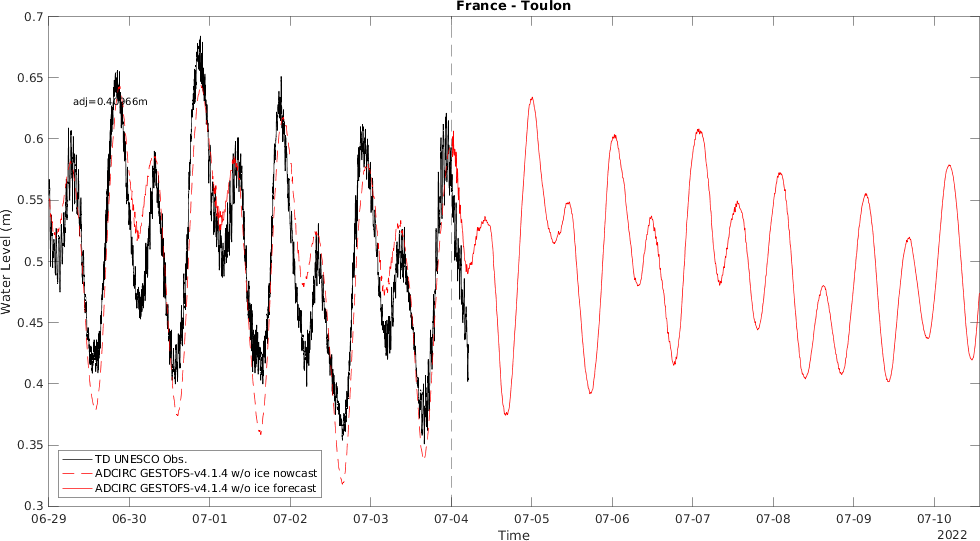 France - Toulon
0.7
0.65
adj=0.40966m
0.6
0.55
0.5
0.45
0.4
0.35
0.3
Water Level (m)
TD UNESCO Obs.
ADCIRC GESTOFS-v4.1.4 w/o ice nowcast
ADCIRC GESTOFS-v4.1.4 w/o ice forecast
06-29 06-30 07-01 07-02 07-03 07-04 07-05 07-06 07-07 07-08 07-09 07-10
Time
2022